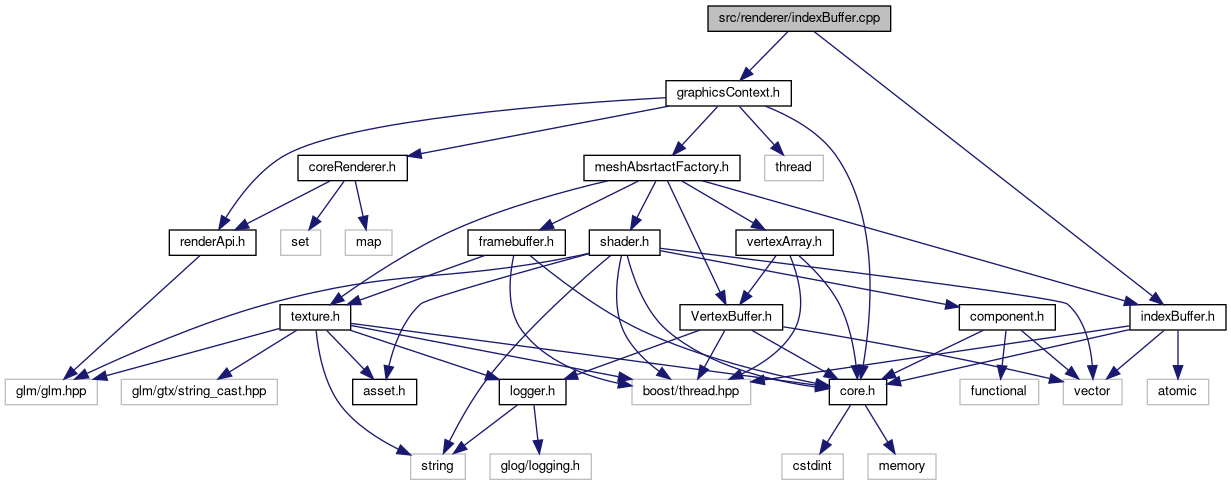 src/renderer/indexBuffer.cpp
graphicsContext.h
coreRenderer.h
meshAbsrtactFactory.h
thread
renderApi.h
set
map
framebuffer.h
shader.h
vertexArray.h
texture.h
VertexBuffer.h
component.h
indexBuffer.h
glm/glm.hpp
glm/gtx/string_cast.hpp
asset.h
logger.h
boost/thread.hpp
core.h
functional
vector
atomic
string
glog/logging.h
cstdint
memory